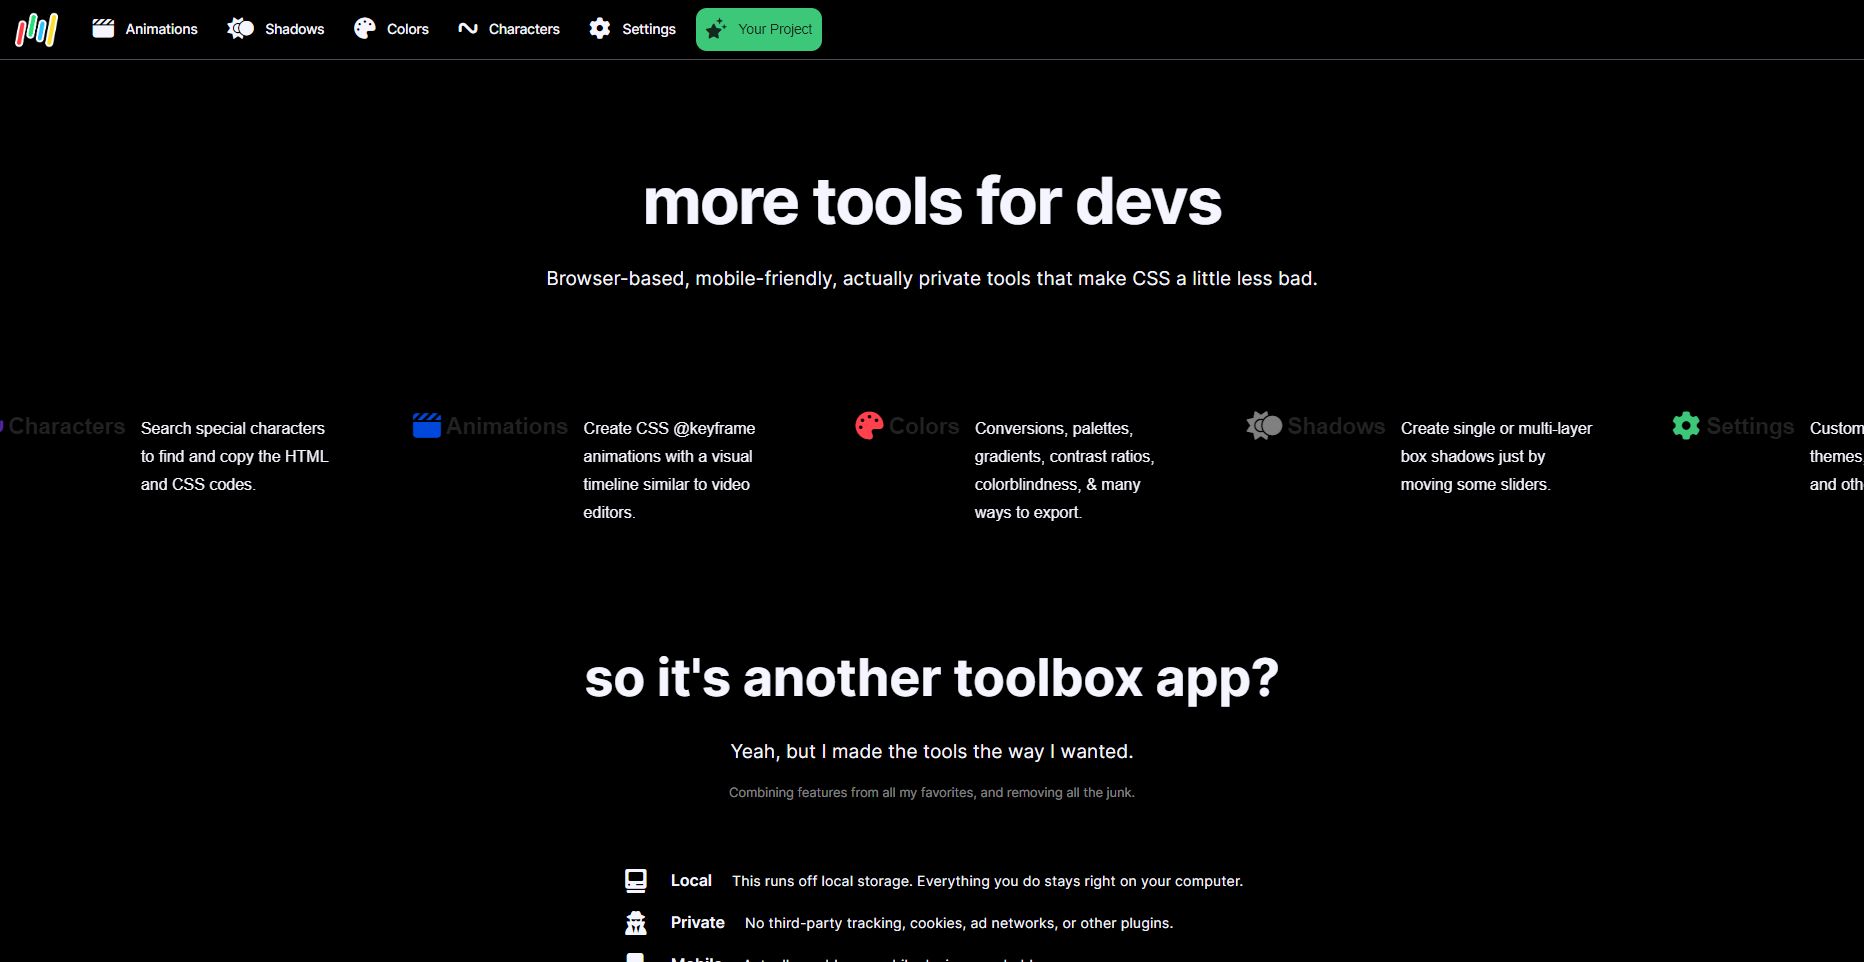 Animations Shadows Colors Characters Settings Your Project
more tools for devs
Browser-based, mobile-friendly, actually private tools that make CSS a little less bad.
Characters
Search special characters
to find and copy the HTML
and CSS codes.
Animations
Create CSS @keyframe
animations with a visual
timeline similar to video
editors.
Colors
Conversions, palettes,
gradients, contrast ratios,
colorblindness, & many
ways to export.
Shadows
Create single or multi-layer
box shadows just by
moving some sliders.
Settings
themes,
and
so it's another toolbox app?
Yeah, but I made the tools the way I wanted.
Combining features from all my favorites, and removing all the junk.
Local This runs off local storage. Everything you do stays right on your computer.
Private No third-party tracking, cookies, ad networks, or other plugins.
Mobile